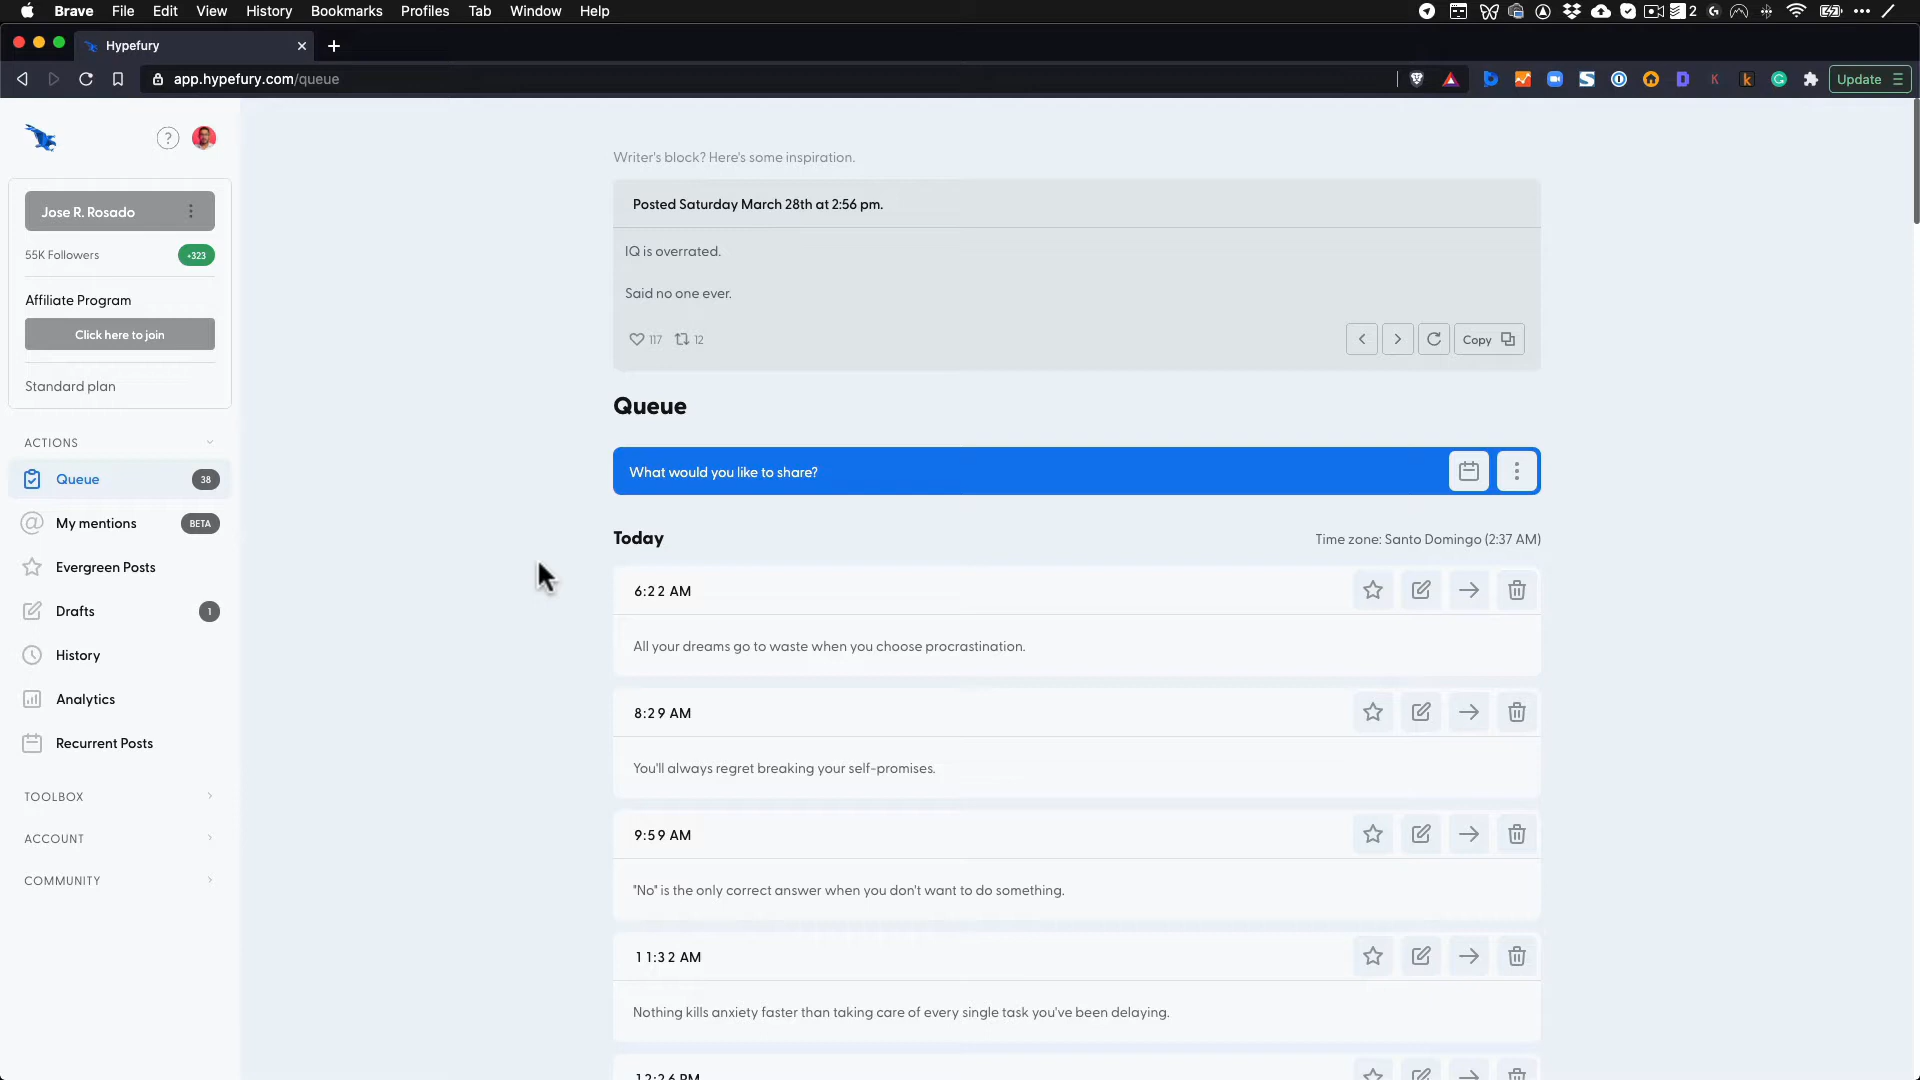 Brave File Edit View History Bookmarks Profiles Tab Window Help
2
Hypefury
app.hypefury.com/queue
Update
Jose R. Rosado
55K Followers +323
Affiliate Program
Click here to join
Standard plan
ACTIONS
Queue 38
My mentions BETA
Evergreen Posts
Drafts 1
History
Analytics
Recurrent Posts
TOOLBOX
ACCOUNT
COMMUNITY
Writer's block? Here's some inspiration.
Posted Saturday March 28th at 2:56 pm.
IQ is overrated.
Said no one ever.
117 12
Copy
Queue
What would you like to share?
Today
Time zone: Santo Domingo (2:37 AM)
6:22 AM
All your dreams go to waste when you choose procrastination.
8:29 AM
You'll always regret breaking your self-promises.
9:59 AM
"No" is the only correct answer when you don't want to do something.
11:32 AM
Nothing kills anxiety faster than taking care of every single task you've been delaying.
12:26 PM